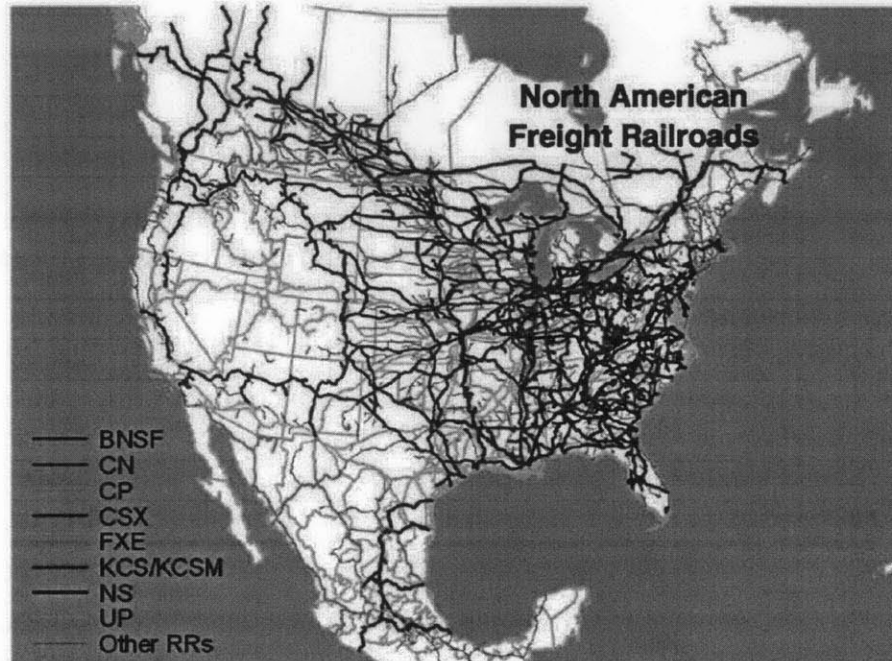 North American
Freight Railroads
BNSF
CN
CP
CSX
FXE
KCS/KCSM
NS
UP
Other RRs